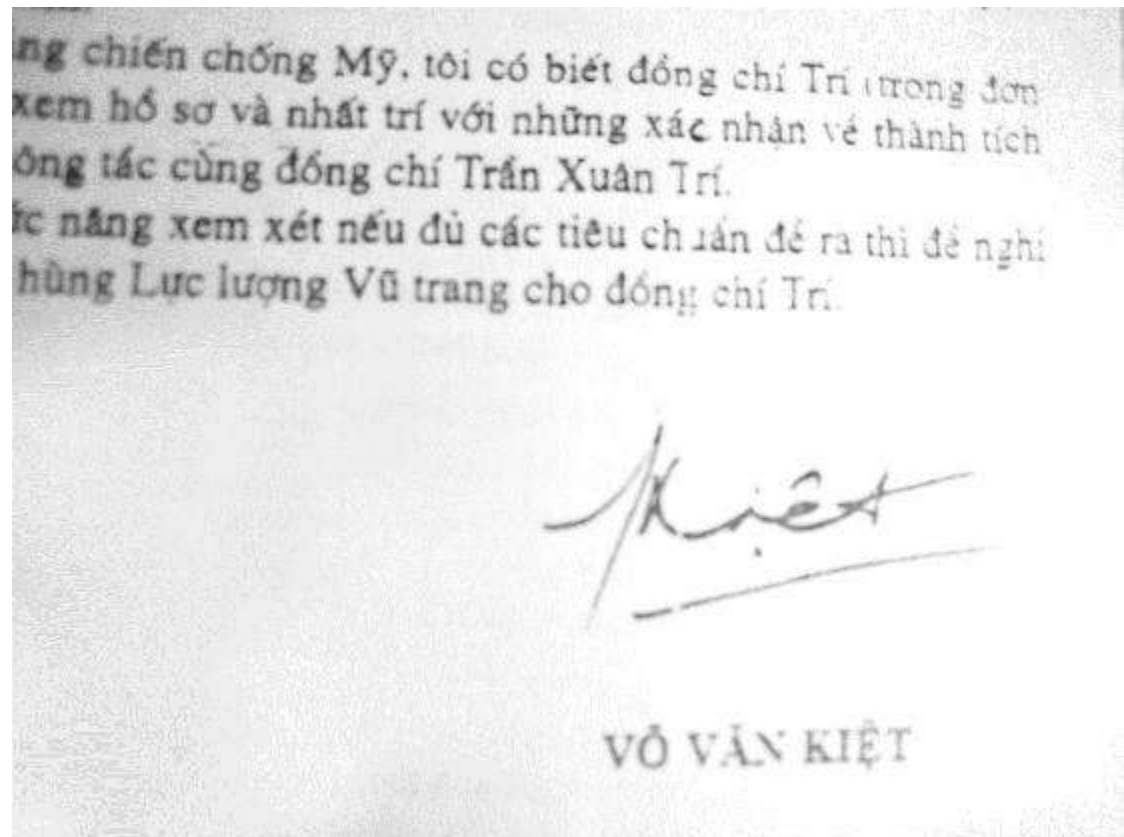 ng chiến chống Mỹ, tôi có biết đồng chí Trí (trong đơn
xem hồ sơ và nhất trí với những xác nhận về thành tích
ông tác cùng đồng chí Trần Xuân Trí.
ức năng xem xét nếu đủ các tiêu chuẩn đề ra thì đề nghị
hùng Lực lượng Vũ trang cho đồng chí Trí.
Kiệt
VÕ VĂN KIỆT